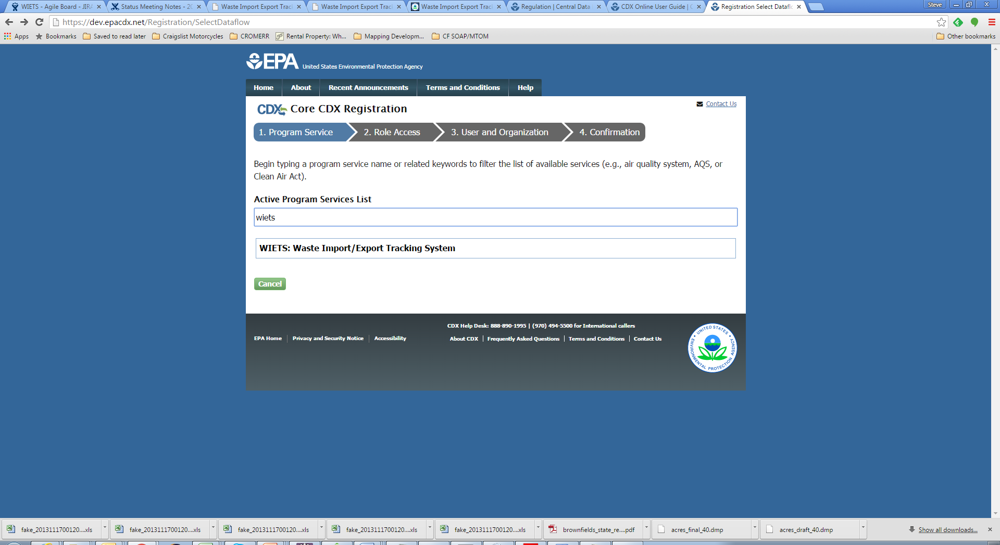 WIETS - Agile Board - JIRA
Status Meeting Notes - 20
Waste Import Export Trac
Waste Import Export Trac
Waste Import Export Trac
Regulation | Central Data
CDX Online User Guide | C
Registration Select Dataflo
Steve
https://dev.epacdx.net/Registration/SelectDataflow
Apps
Bookmarks
Saved to read later
Craigslist Motorcycles
CROMERR
Rental Property: Wh...
Mapping Developm...
CF SOAP/MTOM
Other bookmarks
EPA United States Environmental Protection Agency
Home
About
Recent Announcements
Terms and Conditions
Help
CDX Core CDX Registration
Contact Us
1. Program Service
2. Role Access
3. User and Organization
4. Confirmation
Begin typing a program service name or related keywords to filter the list of available services (e.g., air quality system, AQS, or
Clean Air Act).
Active Program Services List
wiets
WIETS: Waste Import/Export Tracking System
Cancel
CDX Help Desk: 888-890-1995 | (970) 494-5500 for International callers
EPA Home
Privacy and Security Notice
Accessibility
About CDX
Frequently Asked Questions
Terms and Conditions
Contact Us
UNITED STATES
ENVIRONMENTAL PROTECTION AGENCY
fake_2013111700120....xls
fake_2013111700120....xls
fake_2013111700120....xls
fake_2013111700120....xls
fake_2013111700120....xls
brownfields_state_re....pdf
acres_final_40.dmp
acres_draft_40.dmp
Show all downloads...